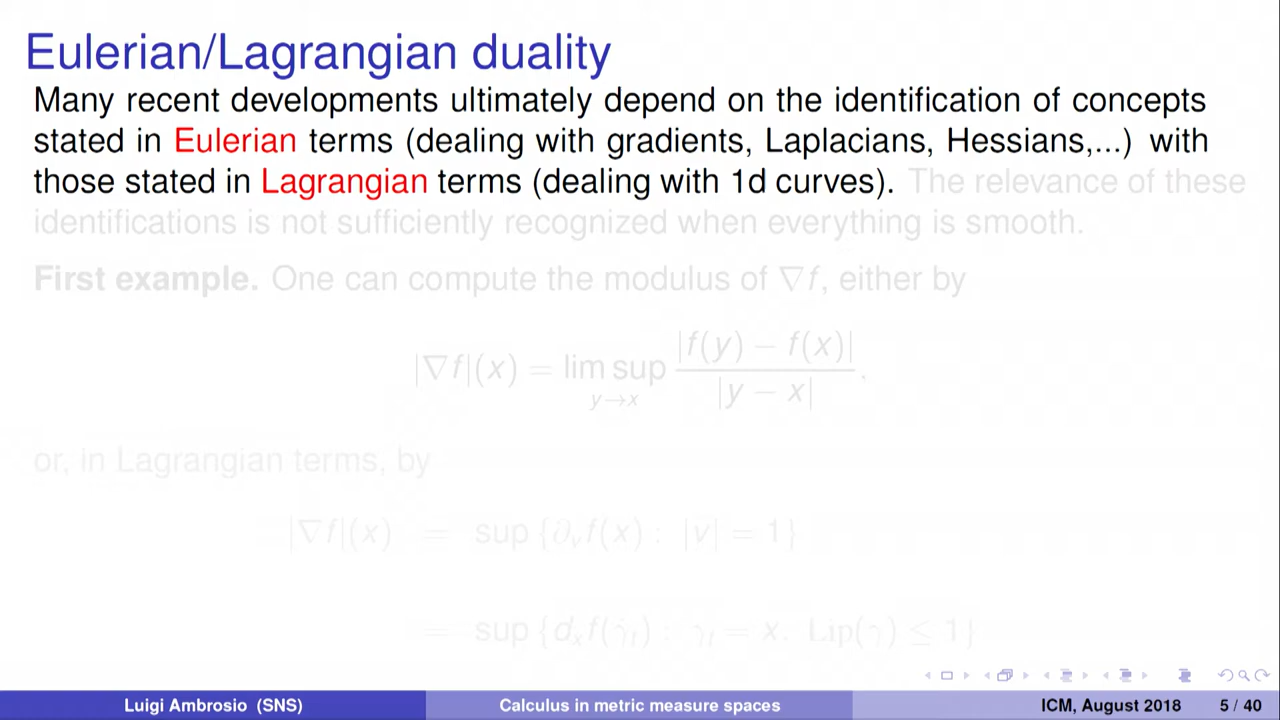 Eulerian/Lagrangian duality
Many recent developments ultimately depend on the identification of concepts
stated in Eulerian terms (dealing with gradients, Laplacians, Hessians,...) with
those stated in Lagrangian terms (dealing with 1d curves). The relevance of these
identifications is not sufficiently recognized when everything is smooth.
First example. One can compute the modulus of ∇f, either by
|∇f|(x) = lim sup_{y→x} |f(y) − f(x)| / |y − x| .
or, in Lagrangian terms, by
|∇f|(x) = sup {∂_v f(x) : |v| = 1}
= sup { : = x, Lip(γ) ≤ 1}
Luigi Ambrosio (SNS) Calculus in metric measure spaces ICM, August 2018 5 / 40